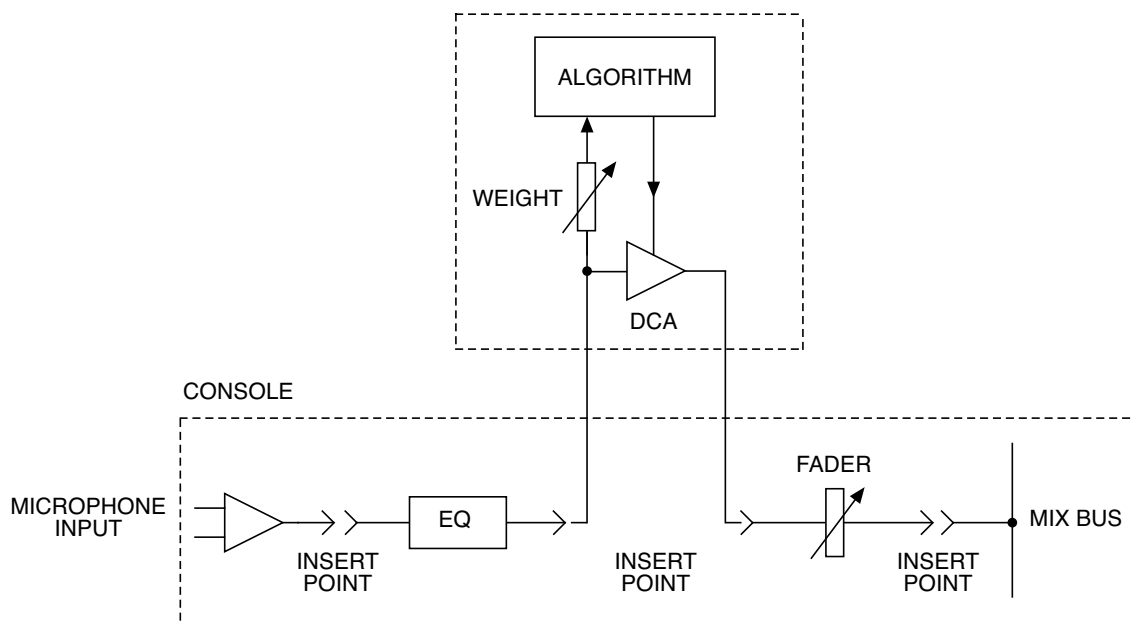 ALGORITHM
WEIGHT
DCA
CONSOLE
FADER
MICROPHONE
INPUT
EQ
MIX BUS
INSERT
POINT
INSERT
POINT
INSERT
POINT